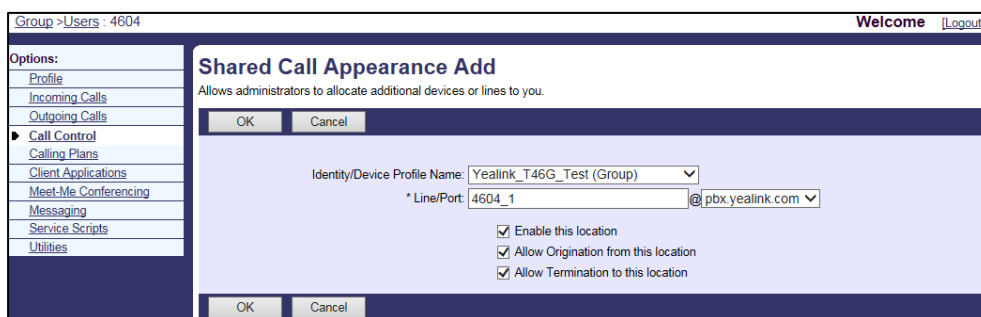 Group >Users : 4604
Welcome [Logout
Options:
Profile
Incoming Calls
Outgoing Calls
Call Control
Calling Plans
Client Applications
Meet-Me Conferencing
Messaging
Service Scripts
Utilities
Shared Call Appearance Add
Allows administrators to allocate additional devices or lines to you.
OK Cancel
Identity/Device Profile Name: Yealink_T46G_Test (Group)
* Line/Port: 4604_1 @ pbx.yealink.com
Enable this location
Allow Origination from this location
Allow Termination to this location
OK Cancel